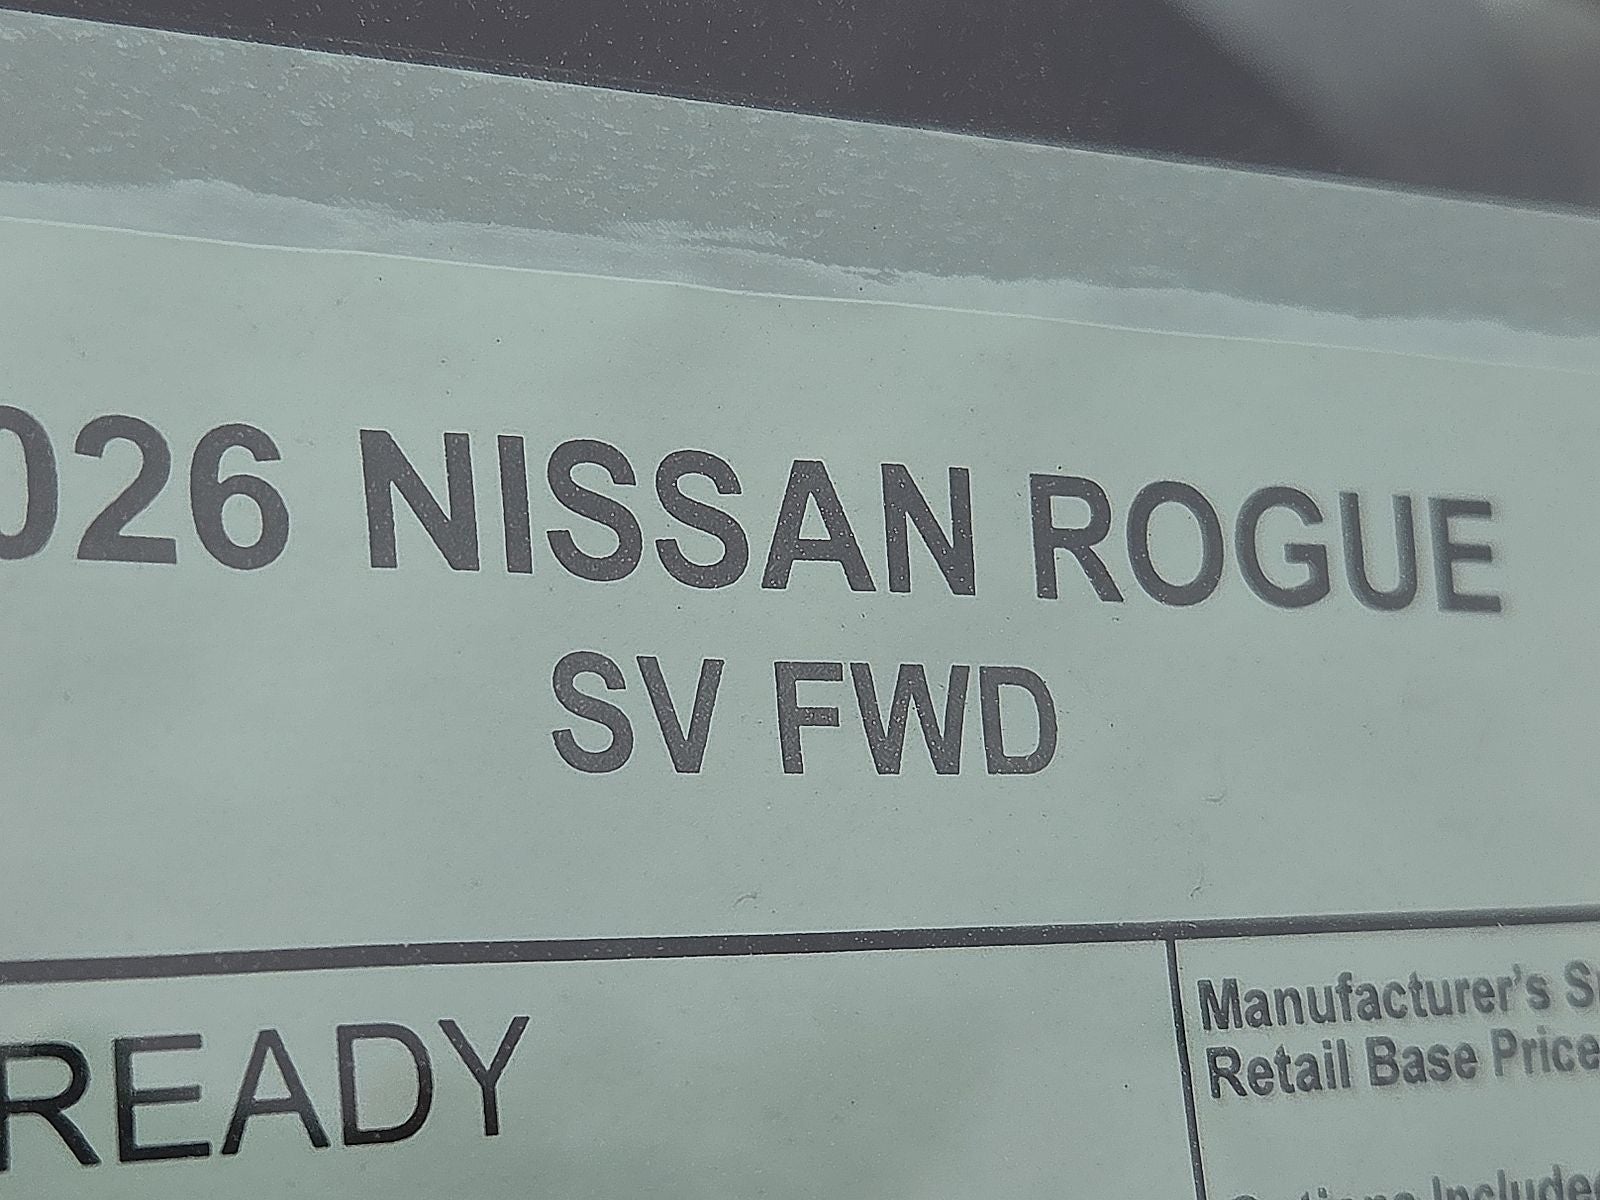 026 NISSAN ROGUE
SV FWD
READY
Manufacturer's
Retail Base Price